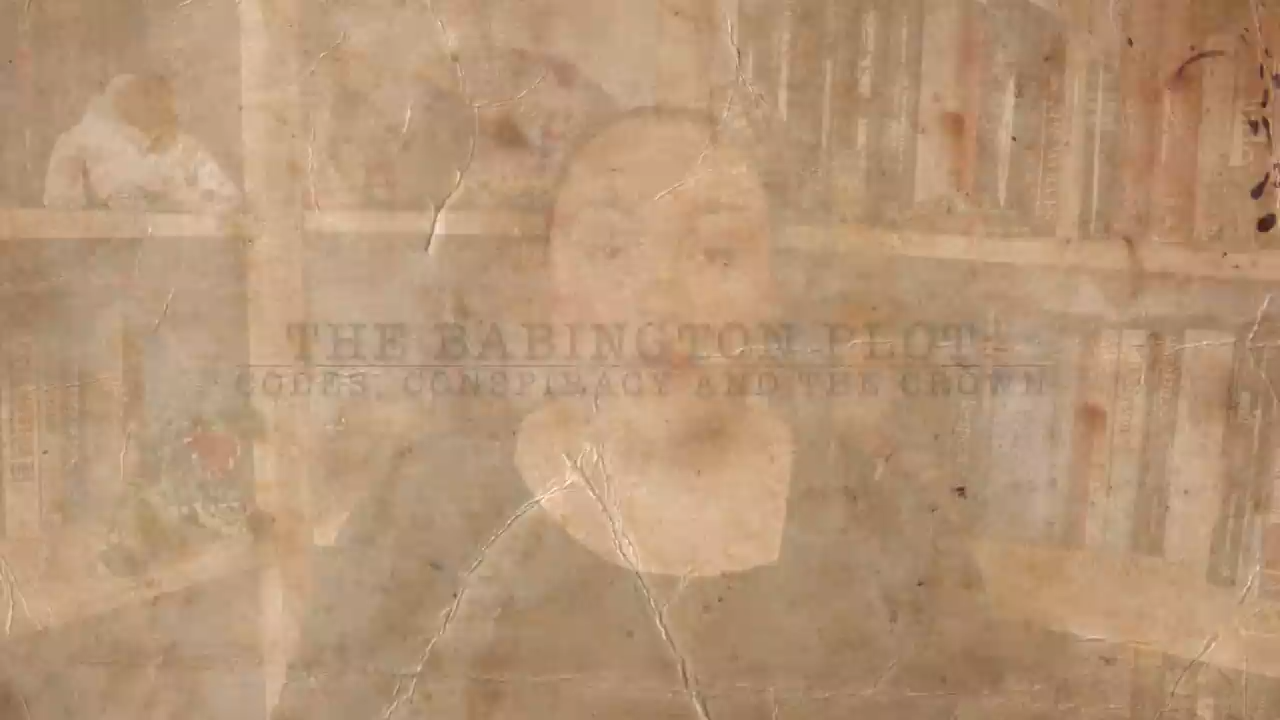 THE BABINGTON PLOT
CODES, CONSPIRACY AND THE CROWN